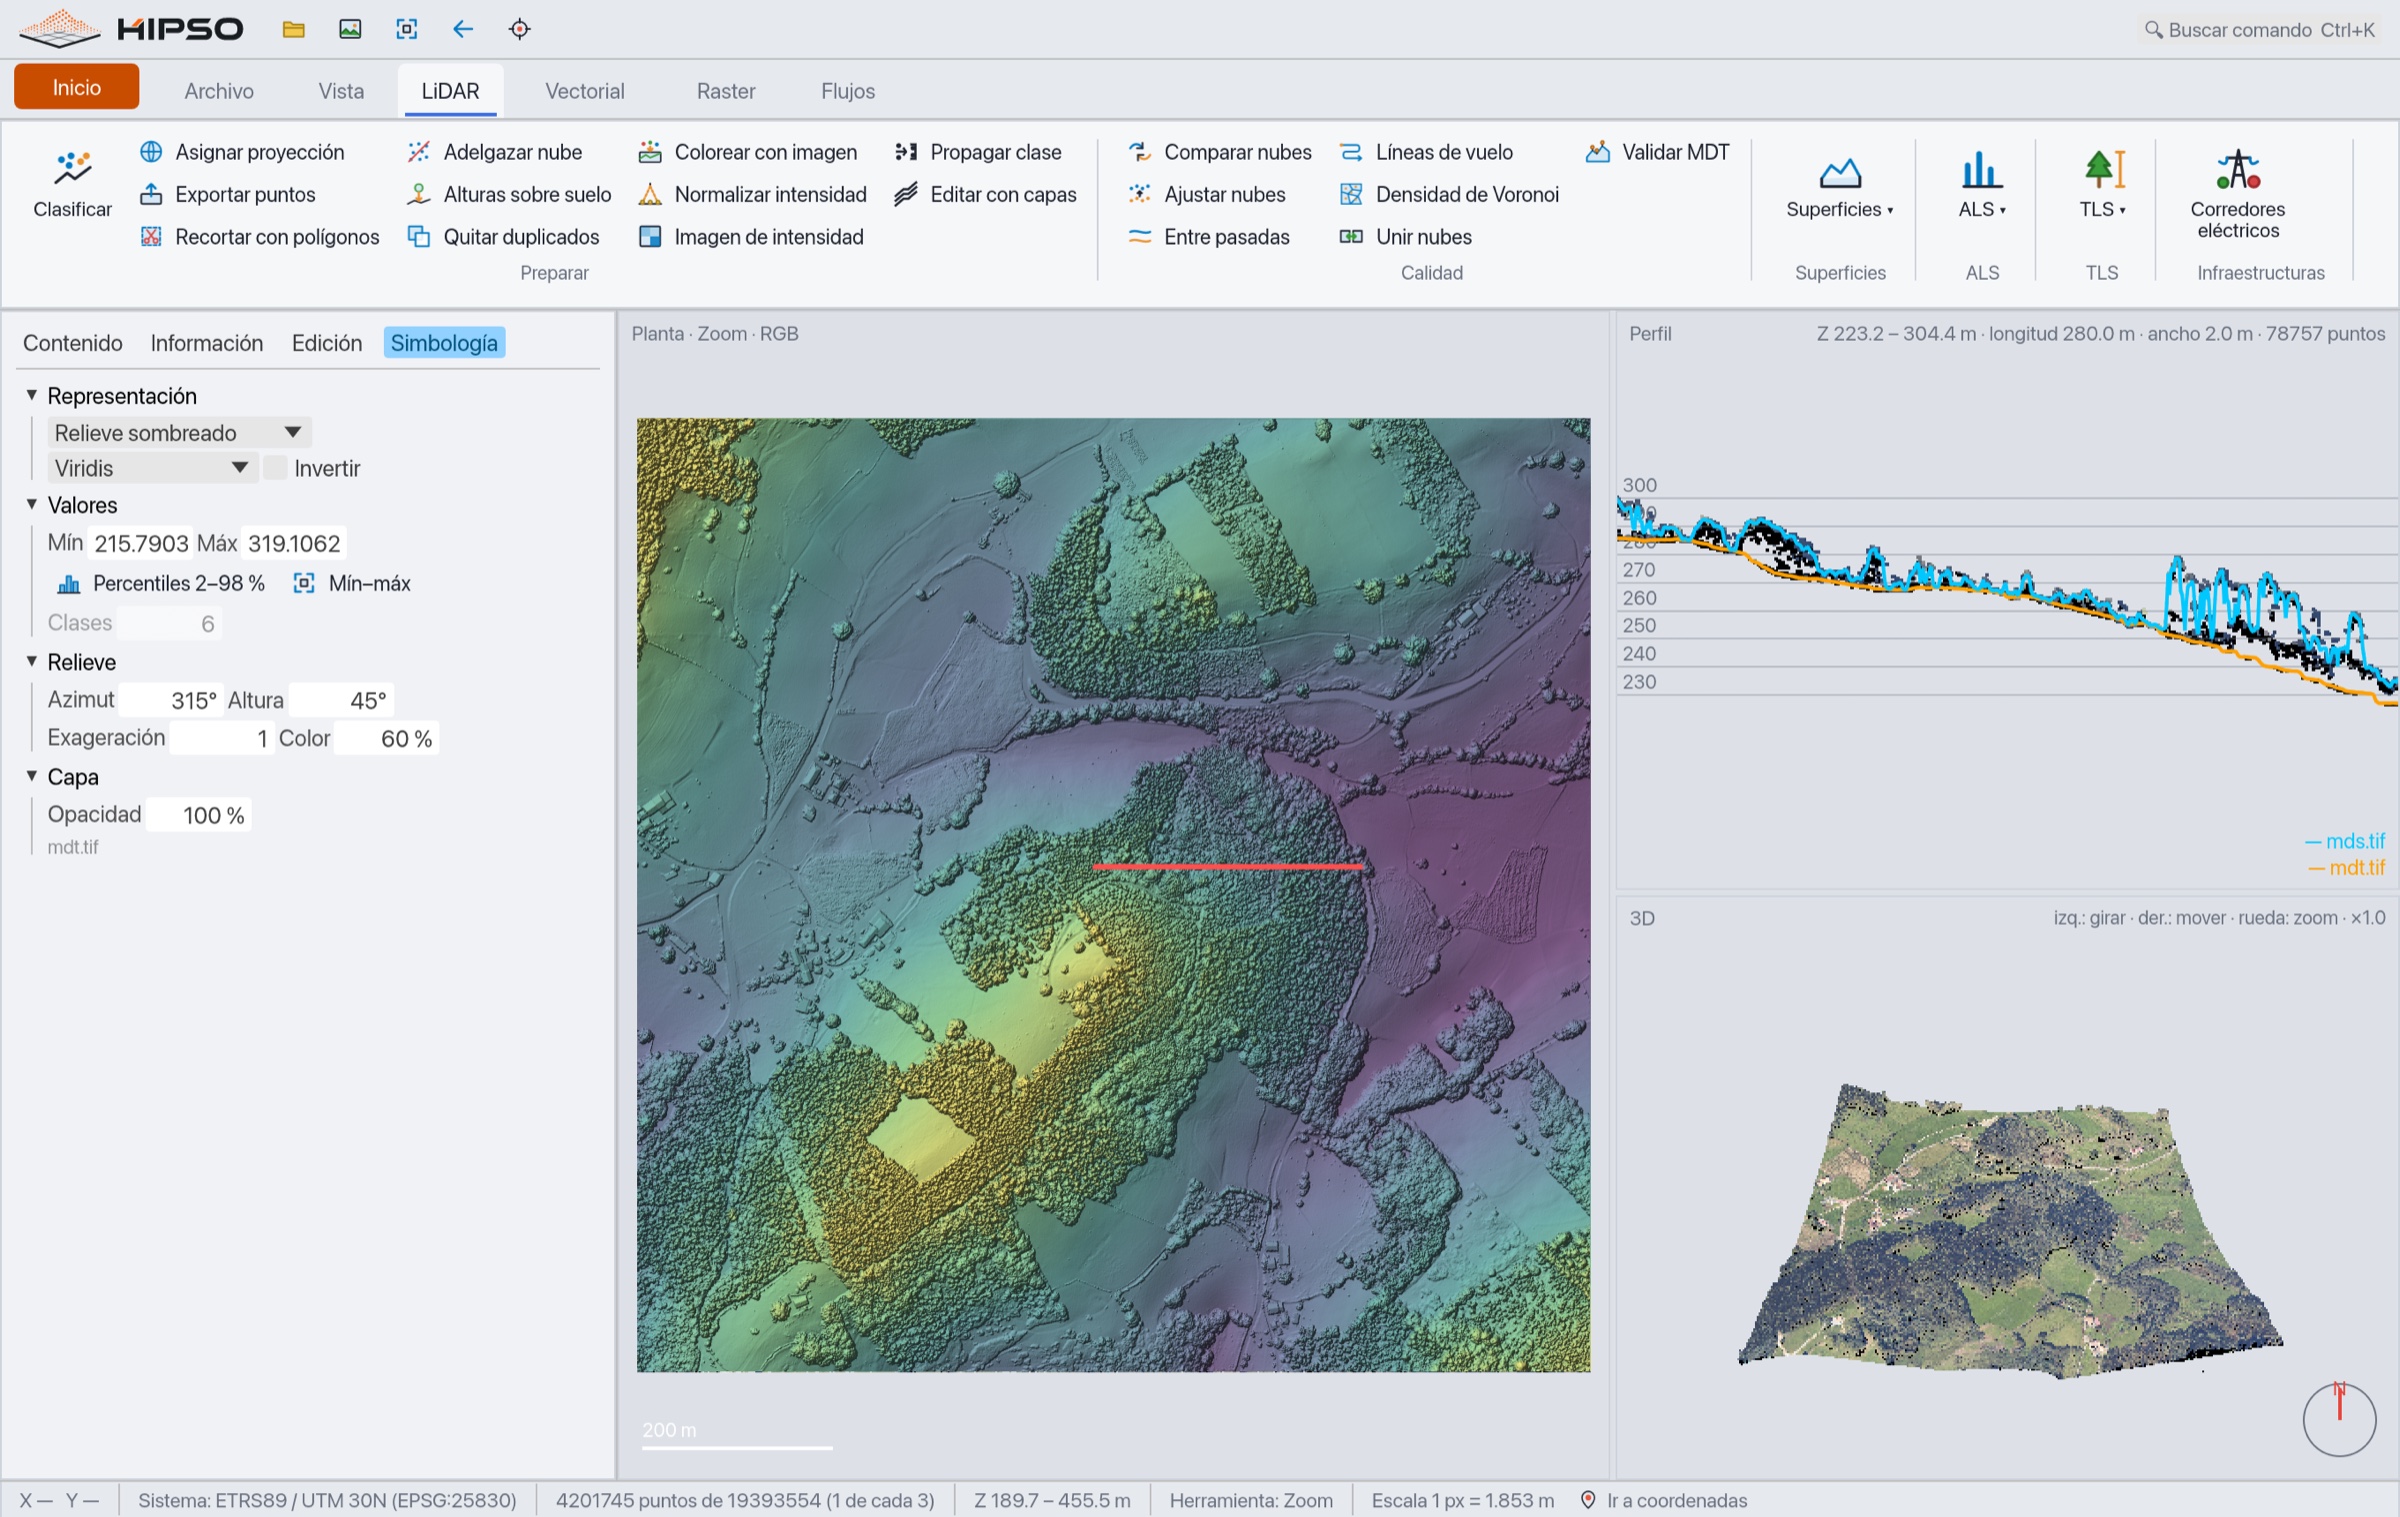 HIPSO
Buscar comando Ctrl+K
Inicio Archivo Vista LiDAR Vectorial Raster Flujos
Clasificar
Asignar proyección
Exportar puntos
Recortar con polígonos
Adelgazar nube
Alturas sobre suelo
Quitar duplicados
Colorear con imagen
Normalizar intensidad
Imagen de intensidad
Propagar clase
Editar con capas
Preparar
Comparar nubes
Ajustar nubes
Entre pasadas
Líneas de vuelo
Densidad de Voronoi
Unir nubes
Validar MDT
Calidad
Superficies
Superficies
ALS
ALS
TLS
TLS
Corredores
eléctricos
Infraestructuras
Contenido Información Edición Simbología
Representación
Relieve sombreado
Viridis Invertir
Valores
Mín 215.7903 Máx 319.1062
Percentiles 2–98 % Mín–máx
Clases 6
Relieve
Azimut 315° Altura 45°
Exageración 1 Color 60 %
Capa
Opacidad 100 %
mdt.tif
Planta · Zoom · RGB
200 m
Perfil Z 223.2 – 304.4 m · longitud 280.0 m · ancho 2.0 m · 78757 puntos
300
280
270
260
250
240
230
— mds.tif
— mdt.tif
3D izq.: girar · der.: mover · rueda: zoom · ×1.0
N
X — Y — Sistema: ETRS89 / UTM 30N (EPSG:25830) 4201745 puntos de 19393554 (1 de cada 3) Z 189.7 – 455.5 m Herramienta: Zoom Escala 1 px = 1.853 m Ir a coordenadas